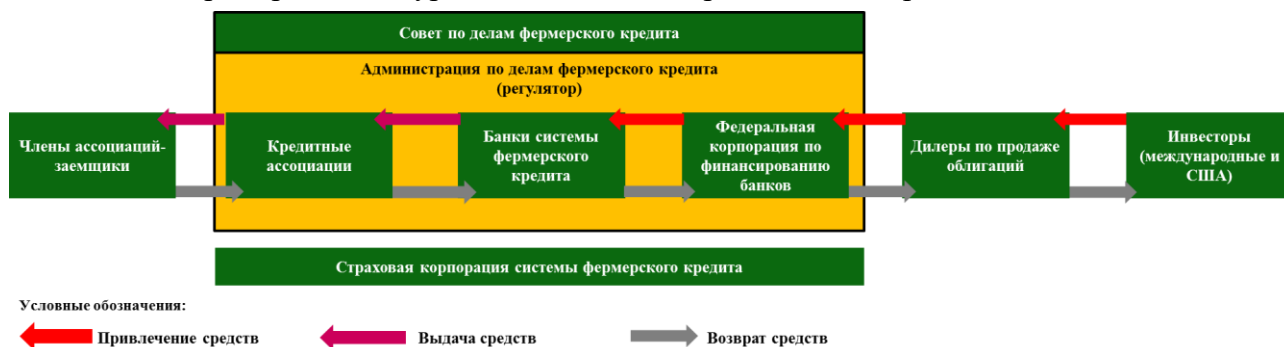 Совет по делам фермерского кредита
Администрация по делам фермерского кредита
(регулятор)
Члены ассоциаций-
заемщики
Кредитные
ассоциации
Банки системы
фермерского
кредита
Федеральная
корпорация по
финансированию
банков
Дилеры по продаже
облигаций
Инвесторы
(международные и
США)
Страховая корпорация системы фермерского кредита
Условные обозначения:
Привлечение средств
Выдача средств
Возврат средств